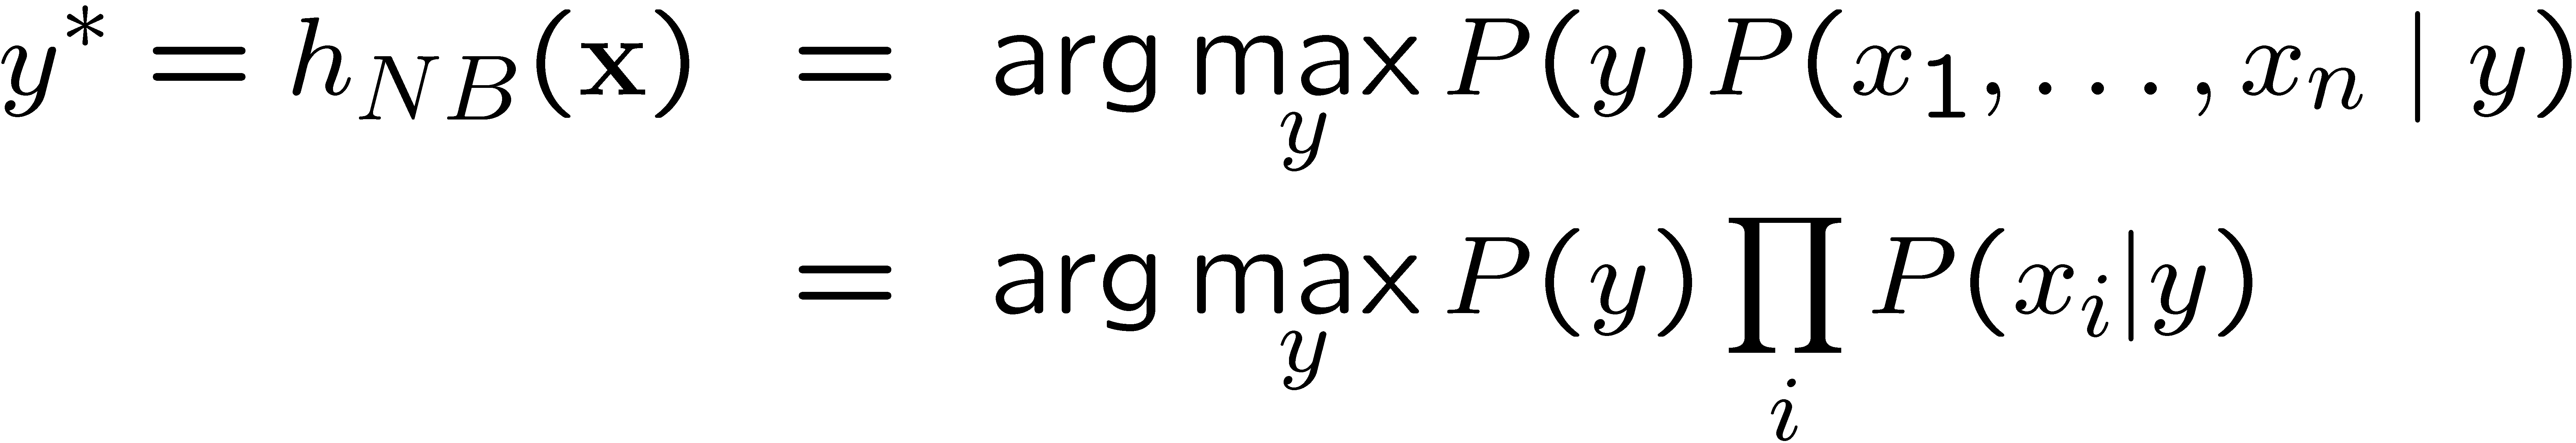 y* = h_{NB}(𝐱) = arg max_y P(y)P(x_1, . . . , x_n | y)
= arg max_y P(y) ∏_i P(x_i|y)